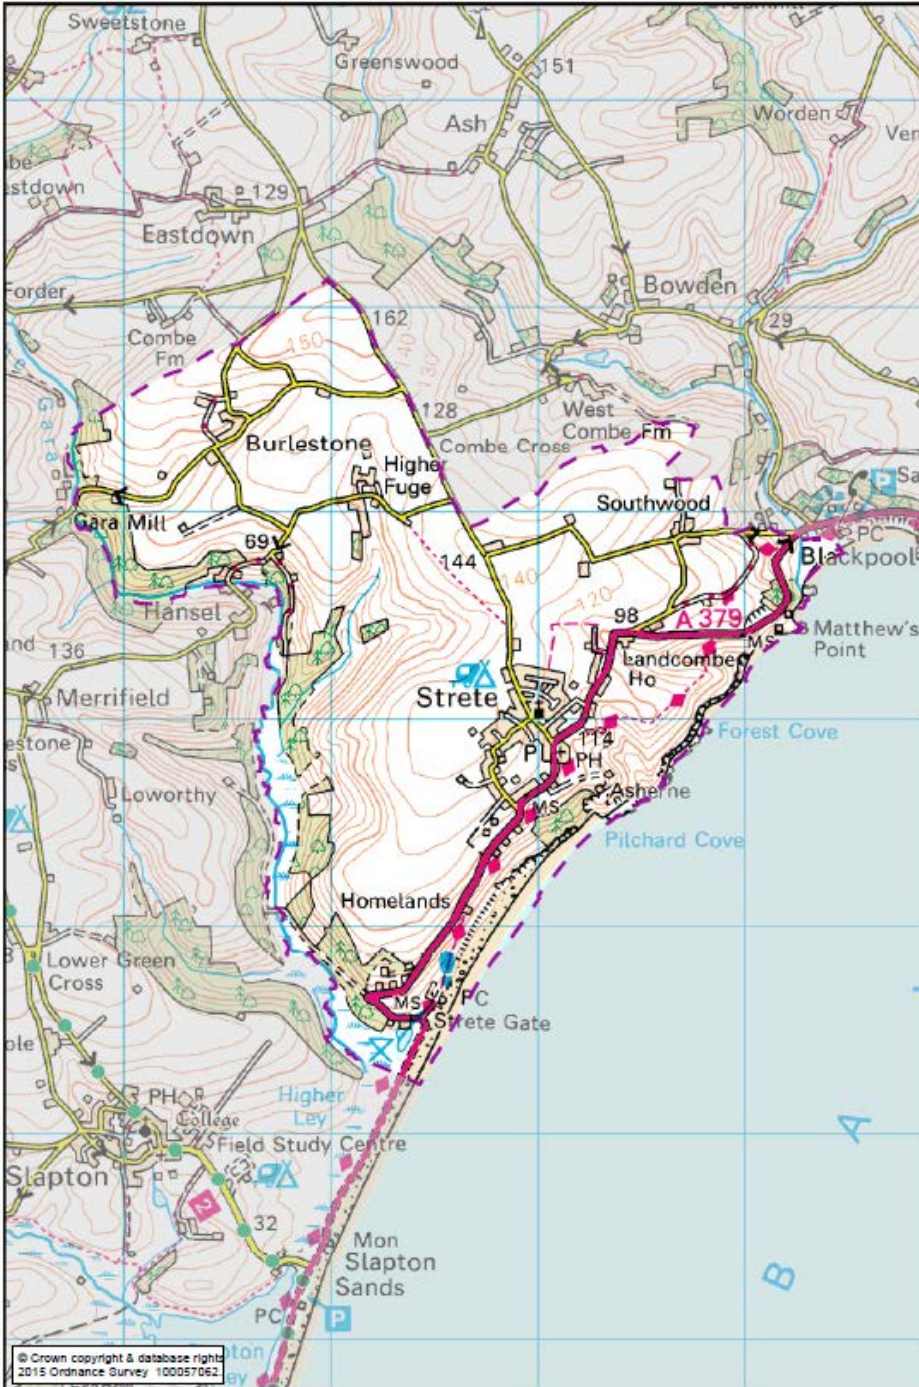 Sweetstone
Greenswood
151
Ash
Worden
129
Eastdown
Forder
Bowden
Combe
Fm
162
150
140
130
29
128
West
Combe Fm
Combe Cross
Gara
Burlestone
Higher
Fuge
Southwood
Gara Mill
69
144
140
PC
Blackpool
Hansel
120
98
A 379
MS
Matthew's
Point
136
Merrifield
Landcombe
Ho
Strete
Forest Cove
114
PH
Loworthy
MS
Asherne
Pilchard Cove
Homelands
Lower Green
Cross
MS
PC
Strete Gate
Higher
Ley
PH
College
Field Study Centre
Slapton
2
32
Mon
Slapton
Sands
PC
P
A
B
© Crown copyright & database rights
2015 Ordnance Survey 100057062